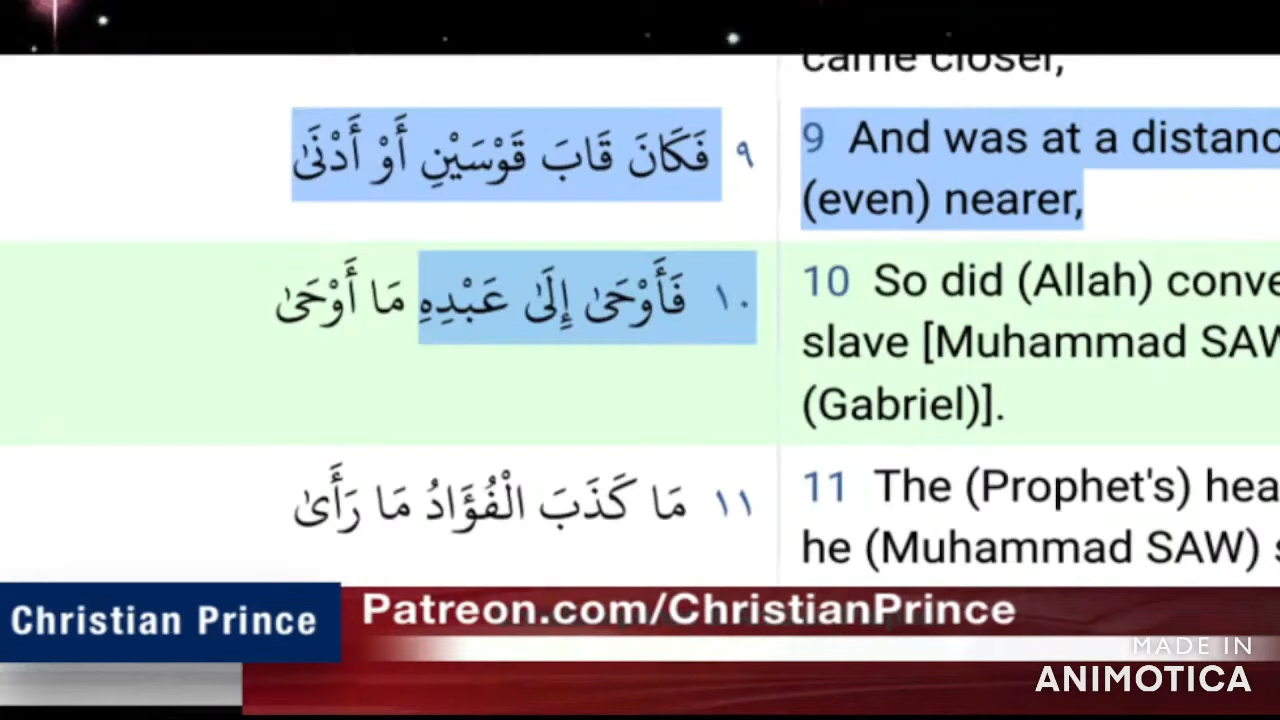 came closer,
فَكَانَ قَابَ قَوْسَيْنِ أَوْ أَدْنَىٰ ٩
9 And was at a distanc
(even) nearer,
١٠ فَأَوْحَىٰ إِلَىٰ عَبْدِهِ مَا أَوْحَىٰ
10 So did (Allah) conve
slave [Muhammad SAW
(Gabriel)].
١١ مَا كَذَبَ الْفُؤَادُ مَا رَأَىٰ
11 The (Prophet's) hea
he (Muhammad SAW) s
Christian Prince
Patreon.com/ChristianPrince
MADE IN
ANIMOTICA